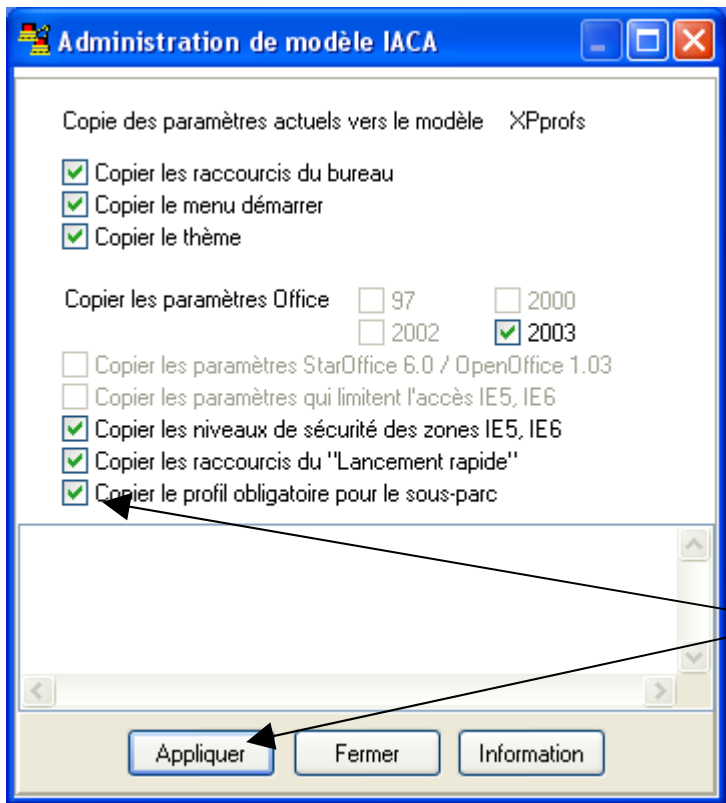 Administration de modèle IACA
Copie des paramètres actuels vers le modèle XPprofs
Copier les raccourcis du bureau
Copier le menu démarrer
Copier le thème
Copier les paramètres Office 97 2000
2002 2003
Copier les paramètres StarOffice 6.0 / OpenOffice 1.03
Copier les paramètres qui limitent l'accès IE5, IE6
Copier les niveaux de sécurité des zones IE5, IE6
Copier les raccourcis du "Lancement rapide"
Copier le profil obligatoire pour le sous-parc
Appliquer Fermer Information